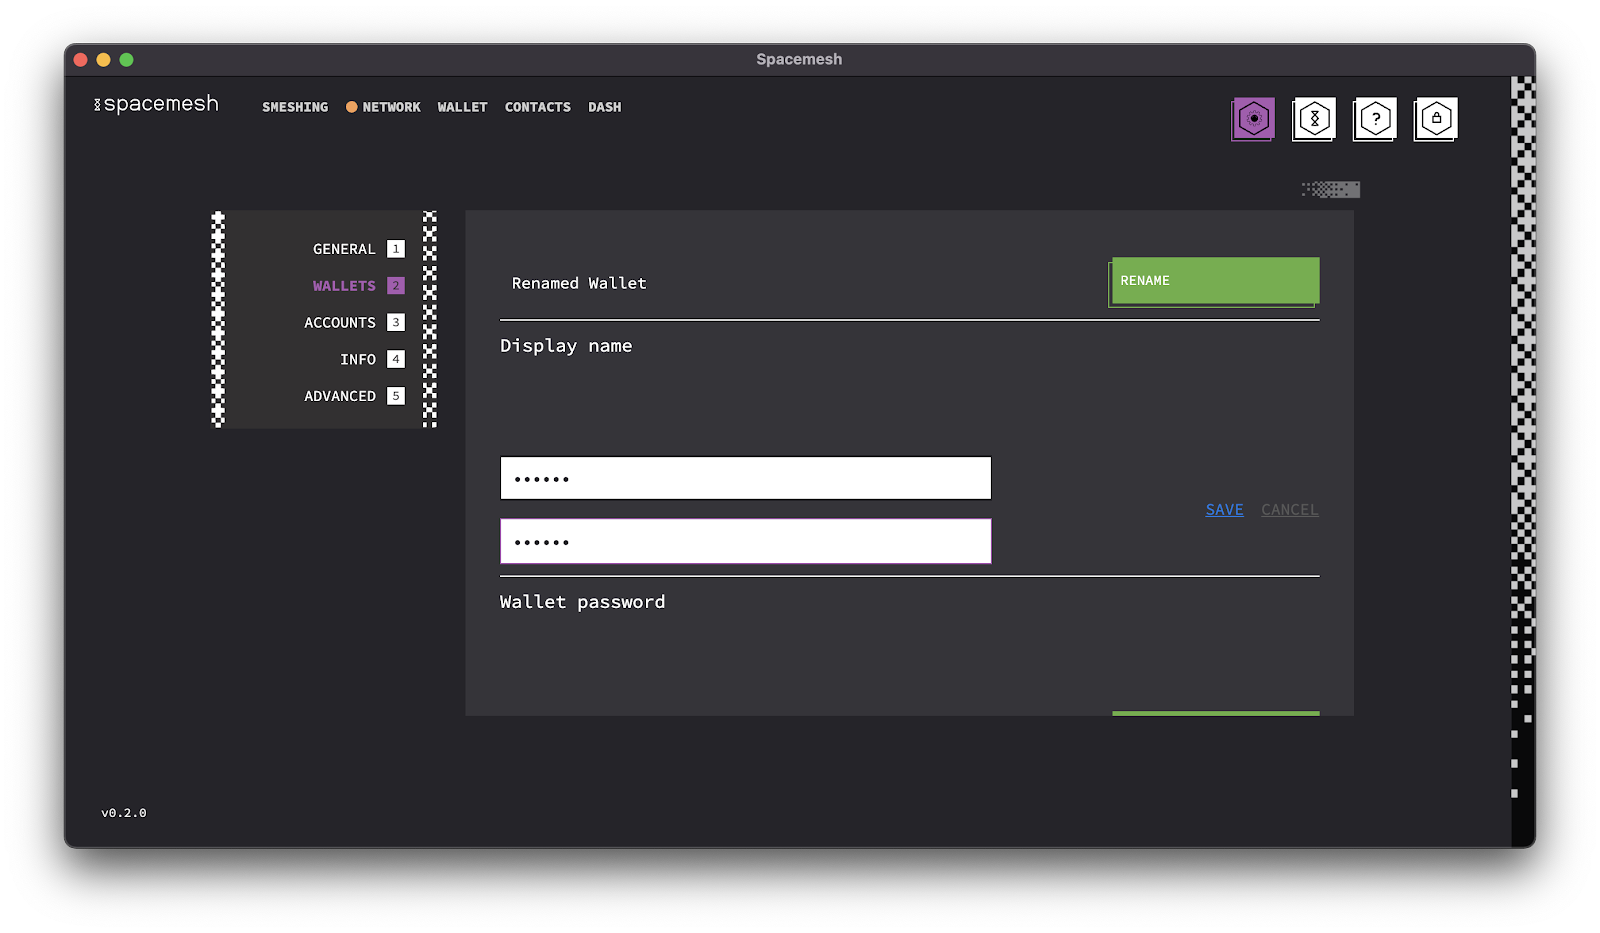 Spacemesh
spacemesh
SMESHING NETWORK WALLET CONTACTS DASH
?
GENERAL 1
WALLETS 2
ACCOUNTS 3
INFO 4
ADVANCED 5
Renamed Wallet
RENAME
Display name
••••••
SAVE CANCEL
••••••
Wallet password
v0.2.0